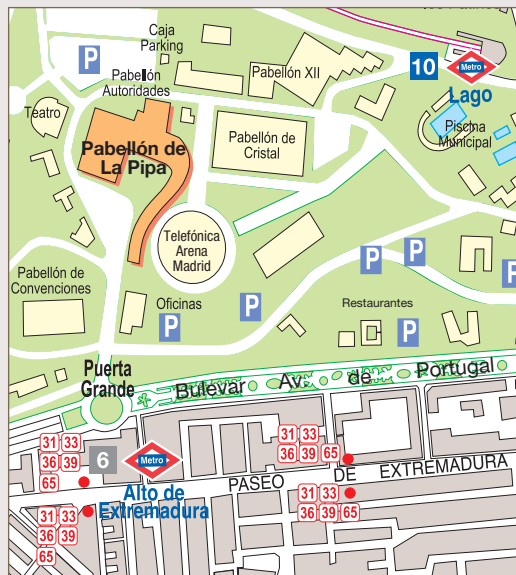 Caja
Parking
P
Pabellón
Autoridades
Pabellón XII
10
Metro
Lago
Teatro
Piscina
Municipal
Pabellón de
La Pipa
Pabellón de
Cristal
Telefónica
Arena
Madrid
P
P
P
Pabellón de
Convenciones
Oficinas
P
P
Restaurantes
P
Puerta
Grande
Bulevar Av. de Portugal
31 33
36 39
65
6
Metro
Alto de
Extremadura
31 33
36 39
65
31 33
36 39 65
PASEO DE EXTREMADURA
31 33
36 39 65